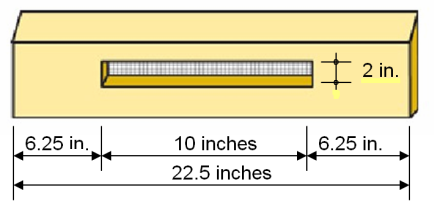 2 in.
6.25 in. 10 inches 6.25 in.
22.5 inches